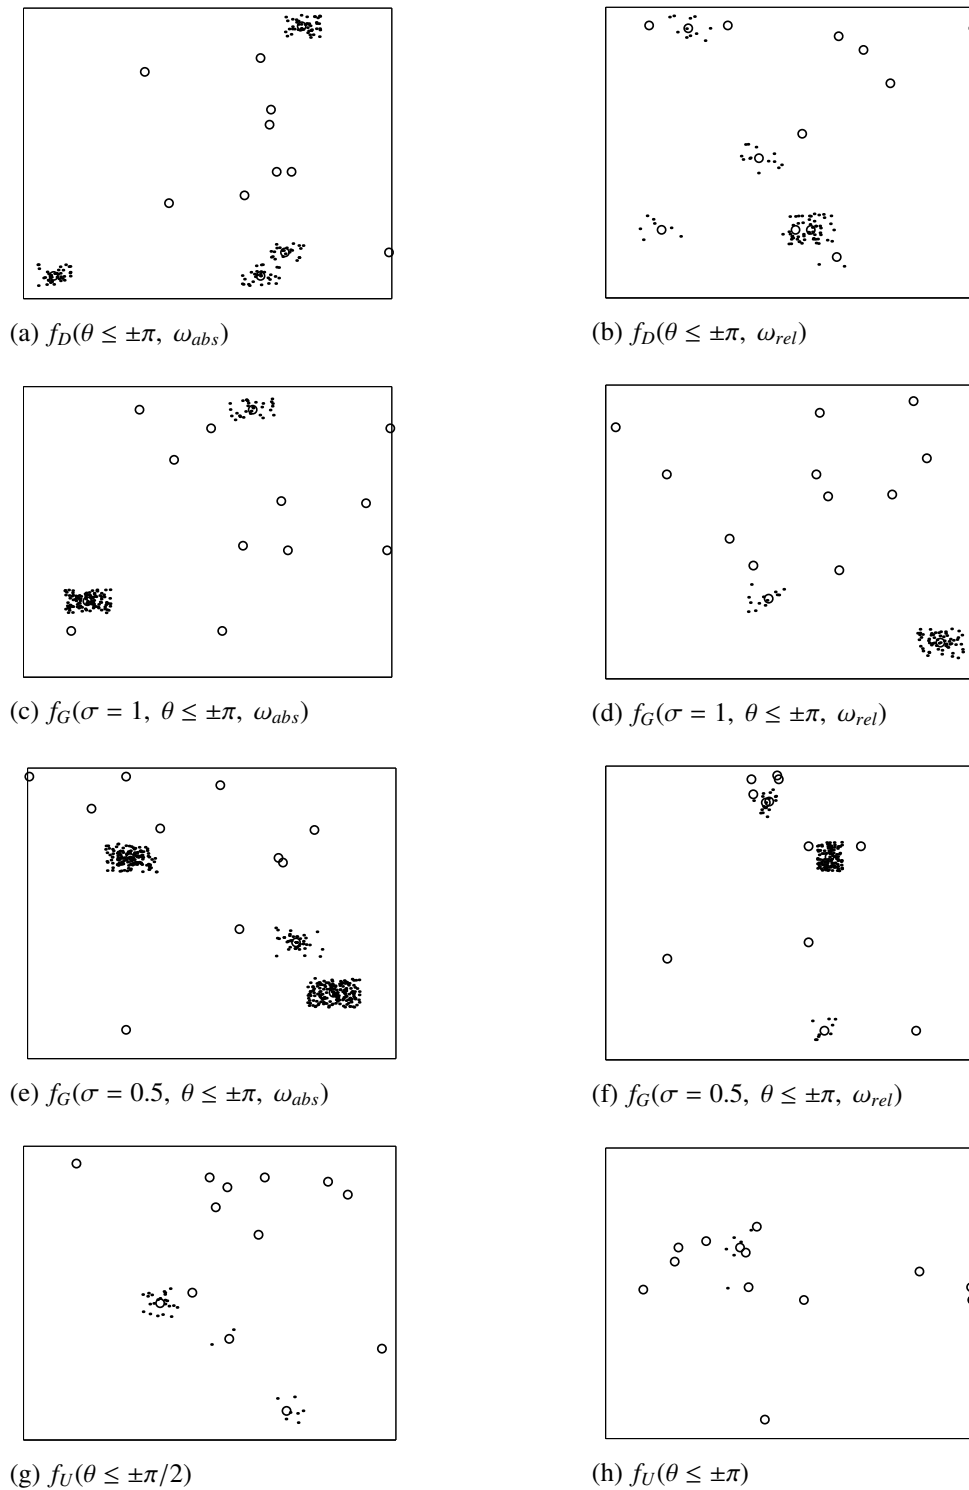 (a) f_D(θ ≤ ±π, ω_abs)
(b) f_D(θ ≤ ±π, ω_rel)
(c) f_G(σ = 1, θ ≤ ±π, ω_abs)
(d) f_G(σ = 1, θ ≤ ±π, ω_rel)
(e) f_G(σ = 0.5, θ ≤ ±π, ω_abs)
(f) f_G(σ = 0.5, θ ≤ ±π, ω_rel)
(g) f_U(θ ≤ ±π/2)
(h) f_U(θ ≤ ±π)